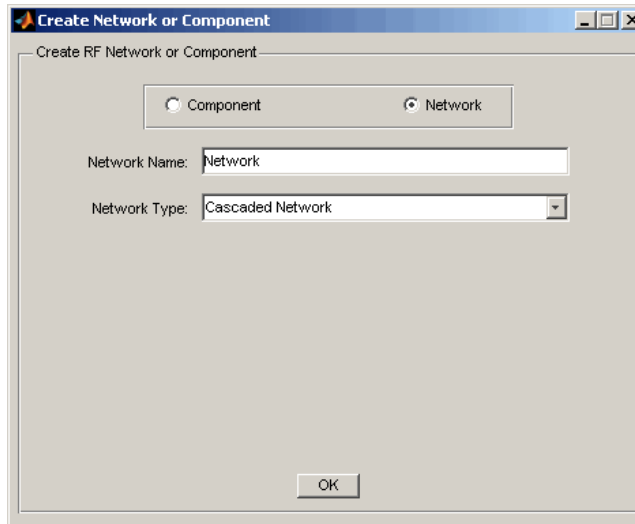 Create Network or Component
Create RF Network or Component
Component
Network
Network Name: Network
Network Type: Cascaded Network
OK